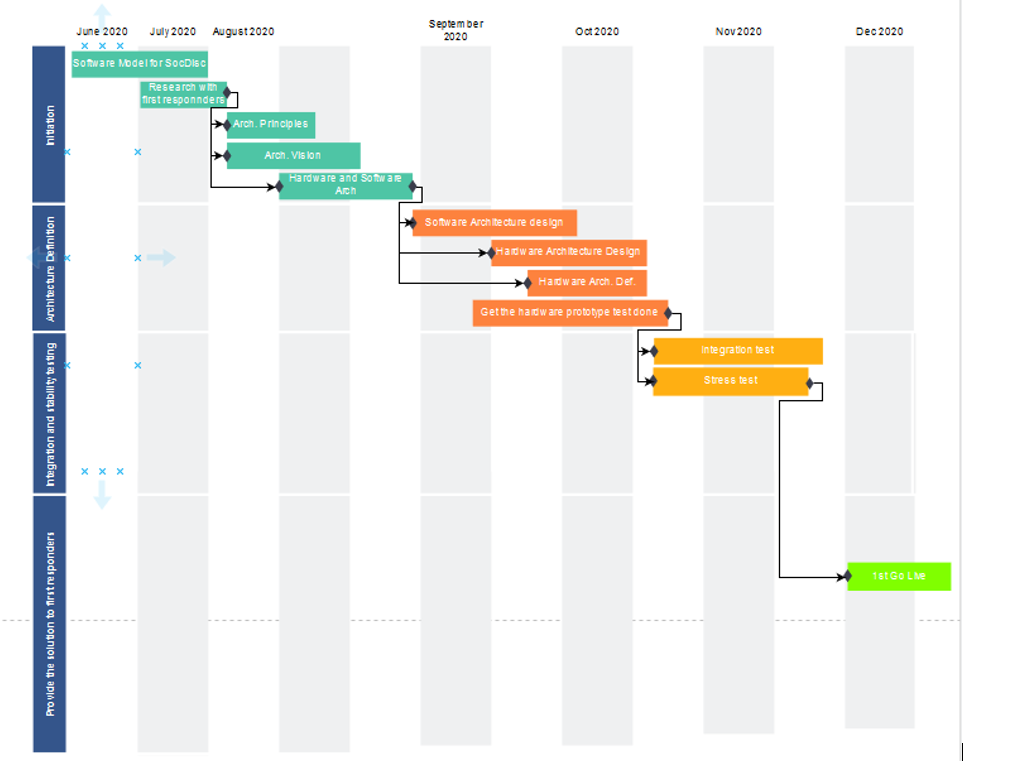 June 2020
July 2020
August 2020
September
2020
Oct 2020
Nov 2020
Dec 2020
Initiation
Software Model for SocDisc
Research with
first responnders
Arch. Principles
Arch. Vision
Hardware and Software
Arch
Architecture Definition
Software Architecture design
Hardware Architecture Design
Hardware Arch. Def.
Get the hardware prototype test done
Integration and stability testing
Integration test
Stress test
Provide the solution to first responders
1st Go Live